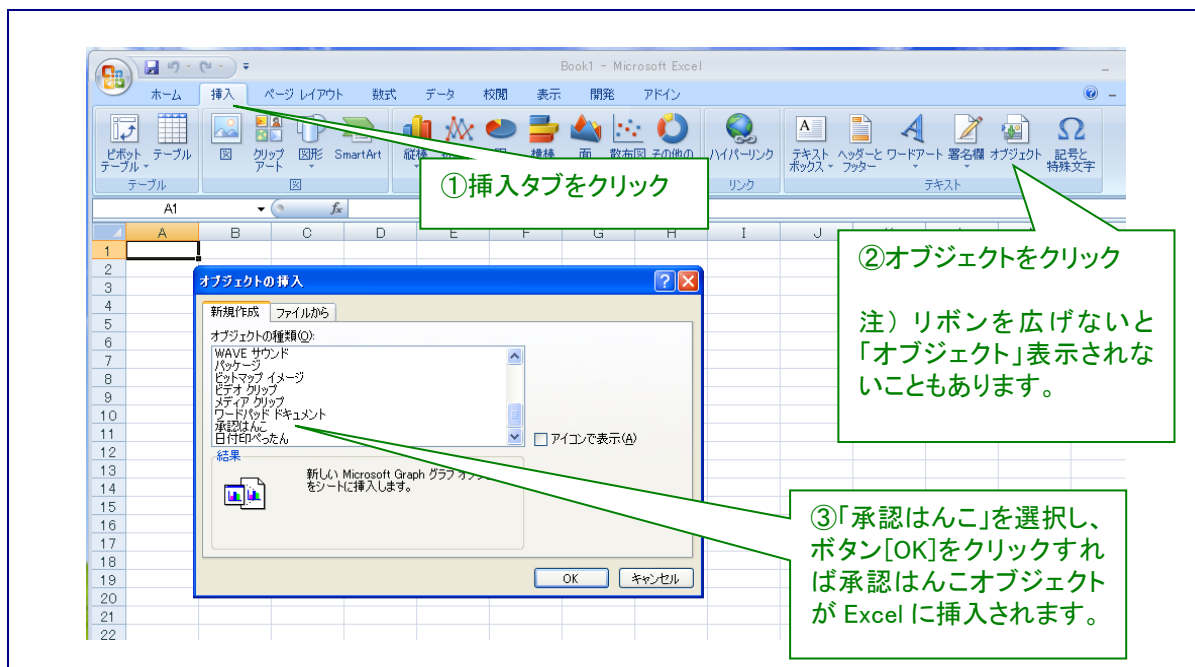 Book1 - Microsoft Excel
ホーム 挿入 ページ レイアウト 数式 データ 校閲 表示 開発 アドイン
ピボット テーブル 図 クリップ 図形 SmartArt 面 ハイパーリンク テキスト ヘッダーと ワードアート 署名欄 オブジェクト 記号と
テーブル アート ボックス フッター 特殊文字
テーブル 図 リンク テキスト
①挿入タブをクリック
A1 fx
A B C D E F G H I J
1
2
3
4
5
6
7
8
9
10
11
12
13
14
15
16
17
18
19
20
21
22
オブジェクトの挿入
新規作成 ファイルから
オブジェクトの種類(O):
WAVE サウンド
パッケージ
ビットマップ イメージ
ビデオ クリップ
メディア クリップ
ワードパッド ドキュメント
承認はんこ
日付印ぺったん
アイコンで表示(A)
結果
新しい Microsoft Graph グラフ
をシートに挿入します。
OK キャンセル
②オブジェクトをクリック
注）リボンを広げないと
「オブジェクト」表示されな
いこともあります。
③「承認はんこ」を選択し、
ボタン[OK]をクリックすれ
ば承認はんこオブジェクト
が Excel に挿入されます。